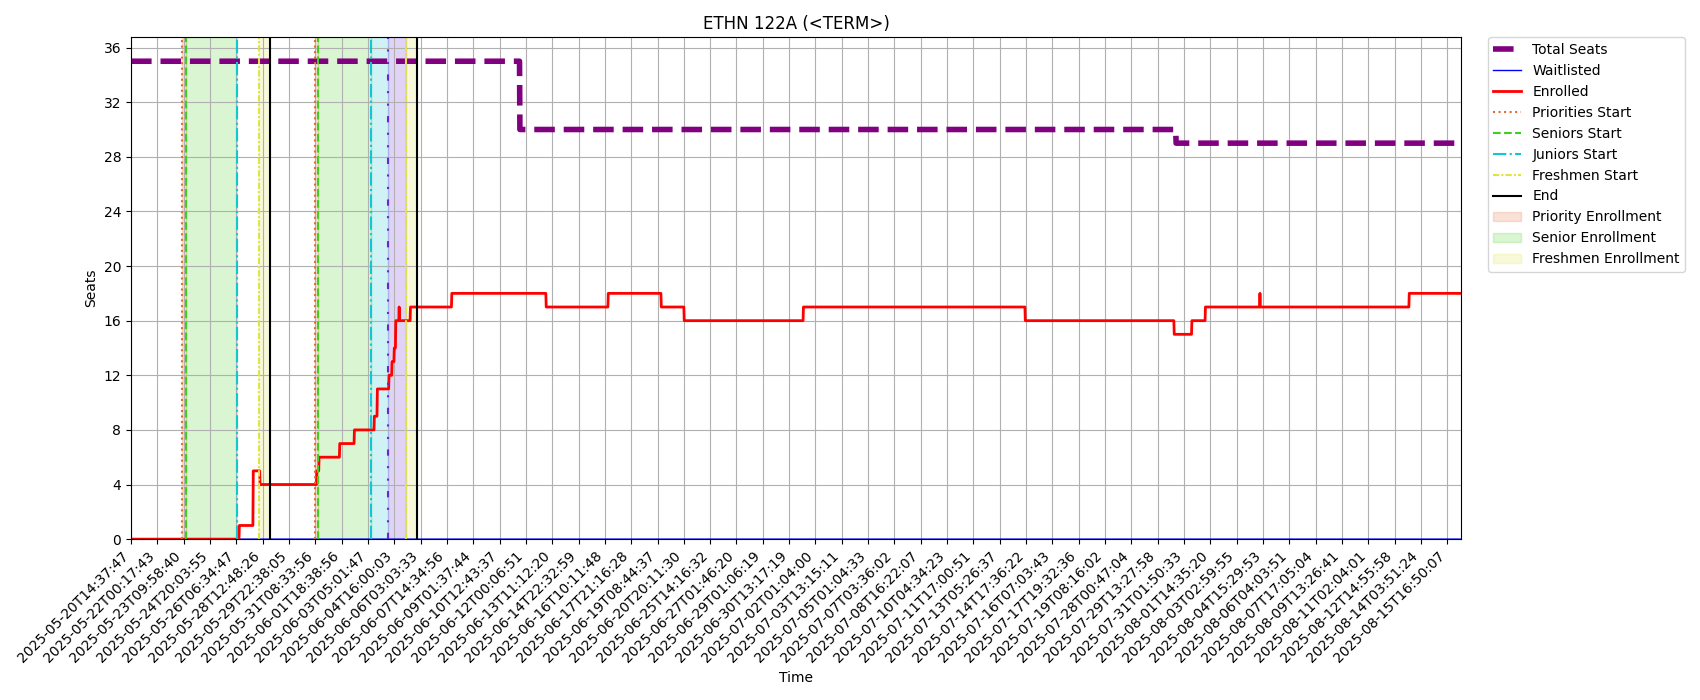 ETHN 122A (<TERM>)
Seats
36
32
28
24
20
16
12
8
4
0
2025-05-20T14:37:47
2025-05-22T00:17:43
2025-05-23T09:58:40
2025-05-24T20:03:55
2025-05-26T06:34:47
2025-05-28T12:48:26
2025-05-29T22:38:05
2025-05-31T08:33:56
2025-06-01T18:38:56
2025-06-03T05:01:47
2025-06-04T16:00:03
2025-06-06T03:03:33
2025-06-07T14:34:56
2025-06-09T01:37:44
2025-06-10T12:43:37
2025-06-12T00:06:51
2025-06-13T11:12:20
2025-06-14T22:32:59
2025-06-16T10:11:48
2025-06-17T21:16:28
2025-06-19T08:44:37
2025-06-20T20:11:30
2025-06-25T14:16:32
2025-06-27T01:46:20
2025-06-29T01:06:19
2025-06-30T13:17:19
2025-07-02T01:04:00
2025-07-03T13:15:11
2025-07-05T01:04:33
2025-07-07T03:36:02
2025-07-08T16:22:07
2025-07-10T04:34:23
2025-07-11T17:00:51
2025-07-13T05:26:37
2025-07-14T17:36:22
2025-07-16T07:03:43
2025-07-17T19:32:36
2025-07-19T08:16:02
2025-07-28T00:47:04
2025-07-29T13:27:58
2025-07-31T01:50:33
2025-08-01T14:35:20
2025-08-03T02:59:55
2025-08-04T15:29:53
2025-08-06T04:03:51
2025-08-07T17:05:04
2025-08-09T13:26:41
2025-08-11T02:04:01
2025-08-12T14:55:58
2025-08-14T03:51:24
2025-08-15T16:50:07
Time
Total Seats
Waitlisted
Enrolled
Priorities Start
Seniors Start
Juniors Start
Freshmen Start
End
Priority Enrollment
Senior Enrollment
Freshmen Enrollment